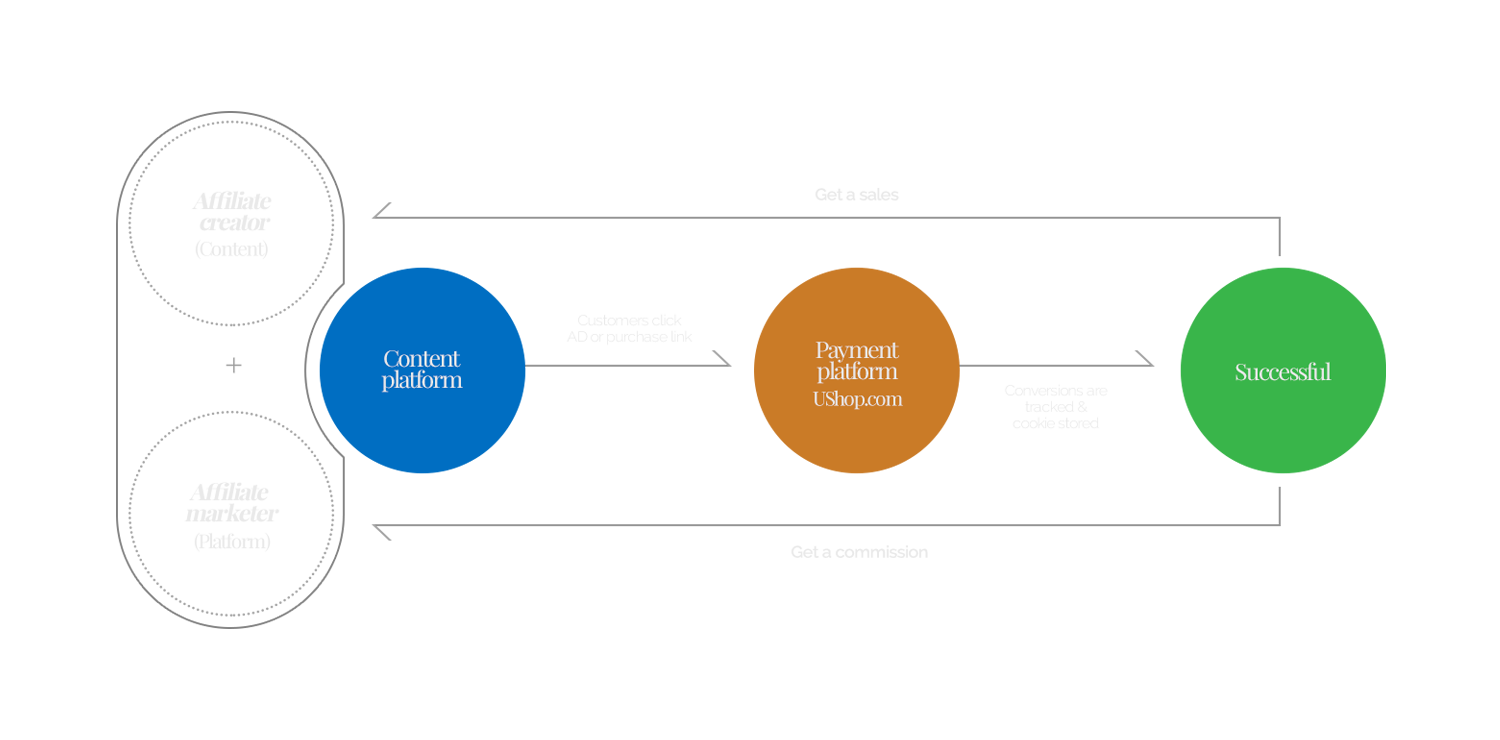 Affiliate
creator
(Content)
+
Affiliate
marketer
(Platform)
Content
platform
Get a sales
Customers click
AD or purchase link
Payment
platform
UShop.com
Conversions are
tracked &
cookie stored
Successful
Get a commission